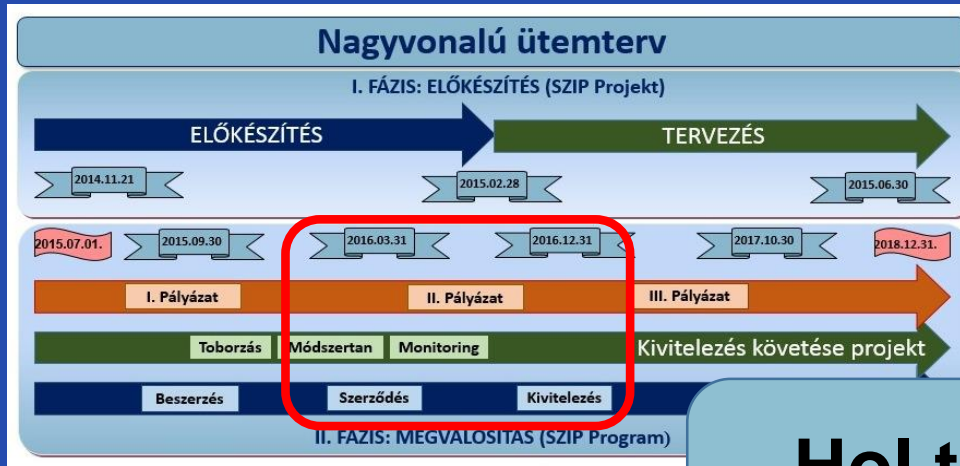 Nagyvonalú ütemterv
I. FÁZIS: ELŐKÉSZÍTÉS (SZIP Projekt)
ELŐKÉSZÍTÉS
TERVEZÉS
2014.11.21
2015.02.28
2015.06.30
2015.07.01.
2015.09.30
2016.03.31
2016.12.31
2017.10.30
2018.12.31.
I. Pályázat
II. Pályázat
III. Pályázat
Toborzás
Módszertan
Monitoring
Kivitelezés követése projekt
Beszerzés
Szerződés
Kivitelezés
II. FÁZIS: MEGVALÓSÍTÁS (SZIP Program)
Hol t